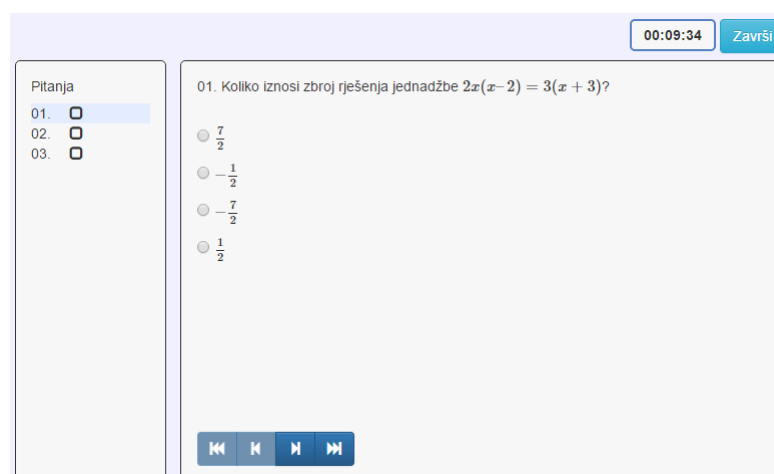 00:09:34 Završi
Pitanja
01.
02.
03.
01. Koliko iznosi zbroj rješenja jednadžbe 2x(x–2) = 3(x + 3)?
7/2
−1/2
−7/2
1/2